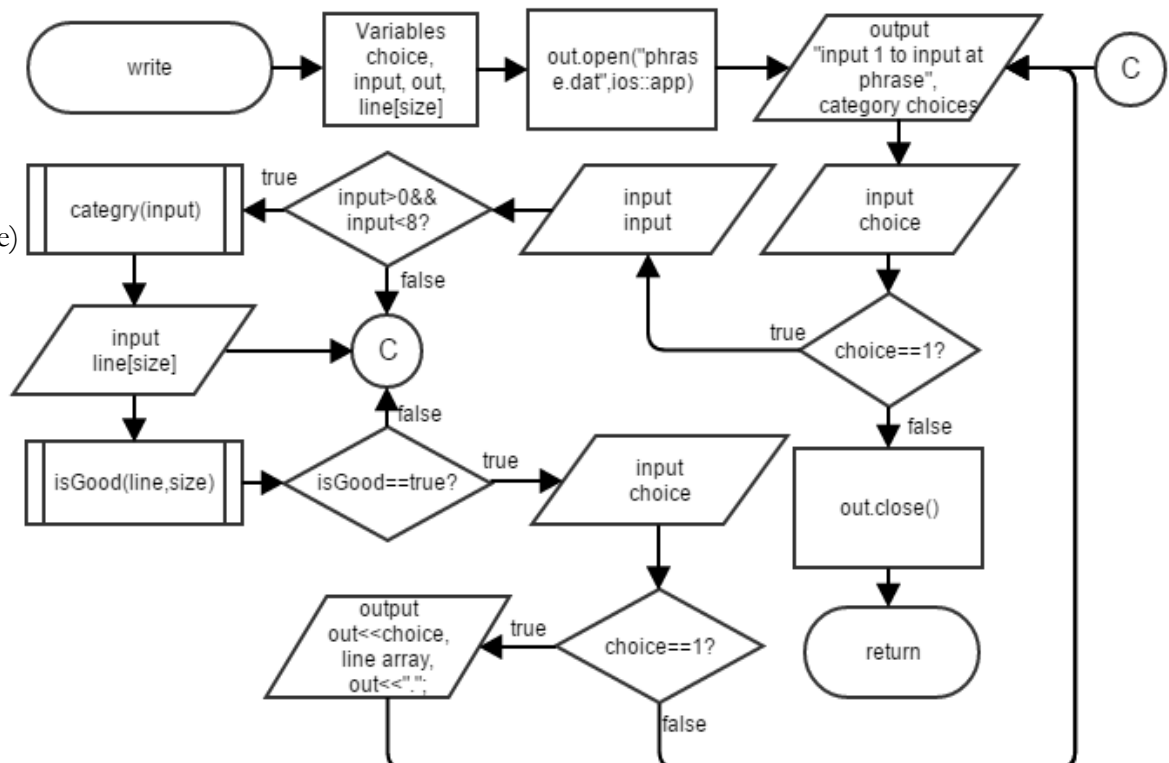 write
Variables
choice,
input, out,
line[size]
out.open("phras
e.dat",ios::app)
output
"input 1 to input at
phrase",
category choices
C
true
categry(input)
input>0&&
input<8?
input
input
input
choice
e)
false
input
line[size]
C
true
choice==1?
false
false
isGood(line,size)
isGood==true?
true
input
choice
out.close()
output
out<<choice,
line array,
out<<".";
true
choice==1?
return
false